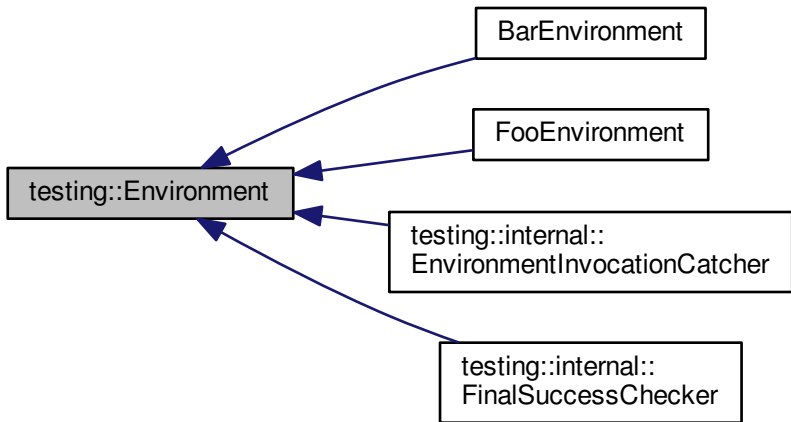 BarEnvironment
FooEnvironment
testing::Environment
testing::internal::
EnvironmentInvocationCatcher
testing::internal::
FinalSuccessChecker